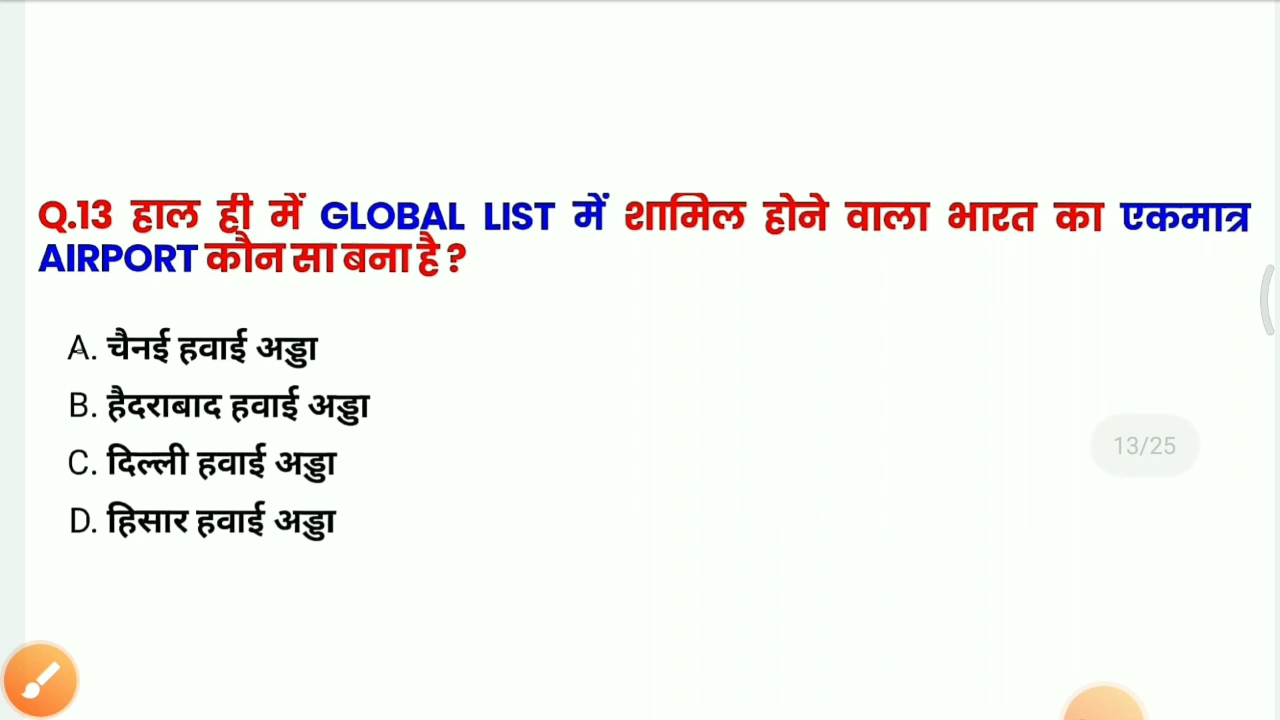 Q.13 हाल ही में GLOBAL LIST में शामिल होने वाला भारत का एकमात्र
AIRPORT कौन सा बना है ?
A. चैनई हवाई अड्डा
B. हैदराबाद हवाई अड्डा
C. दिल्ली हवाई अड्डा
D. हिसार हवाई अड्डा
13/25